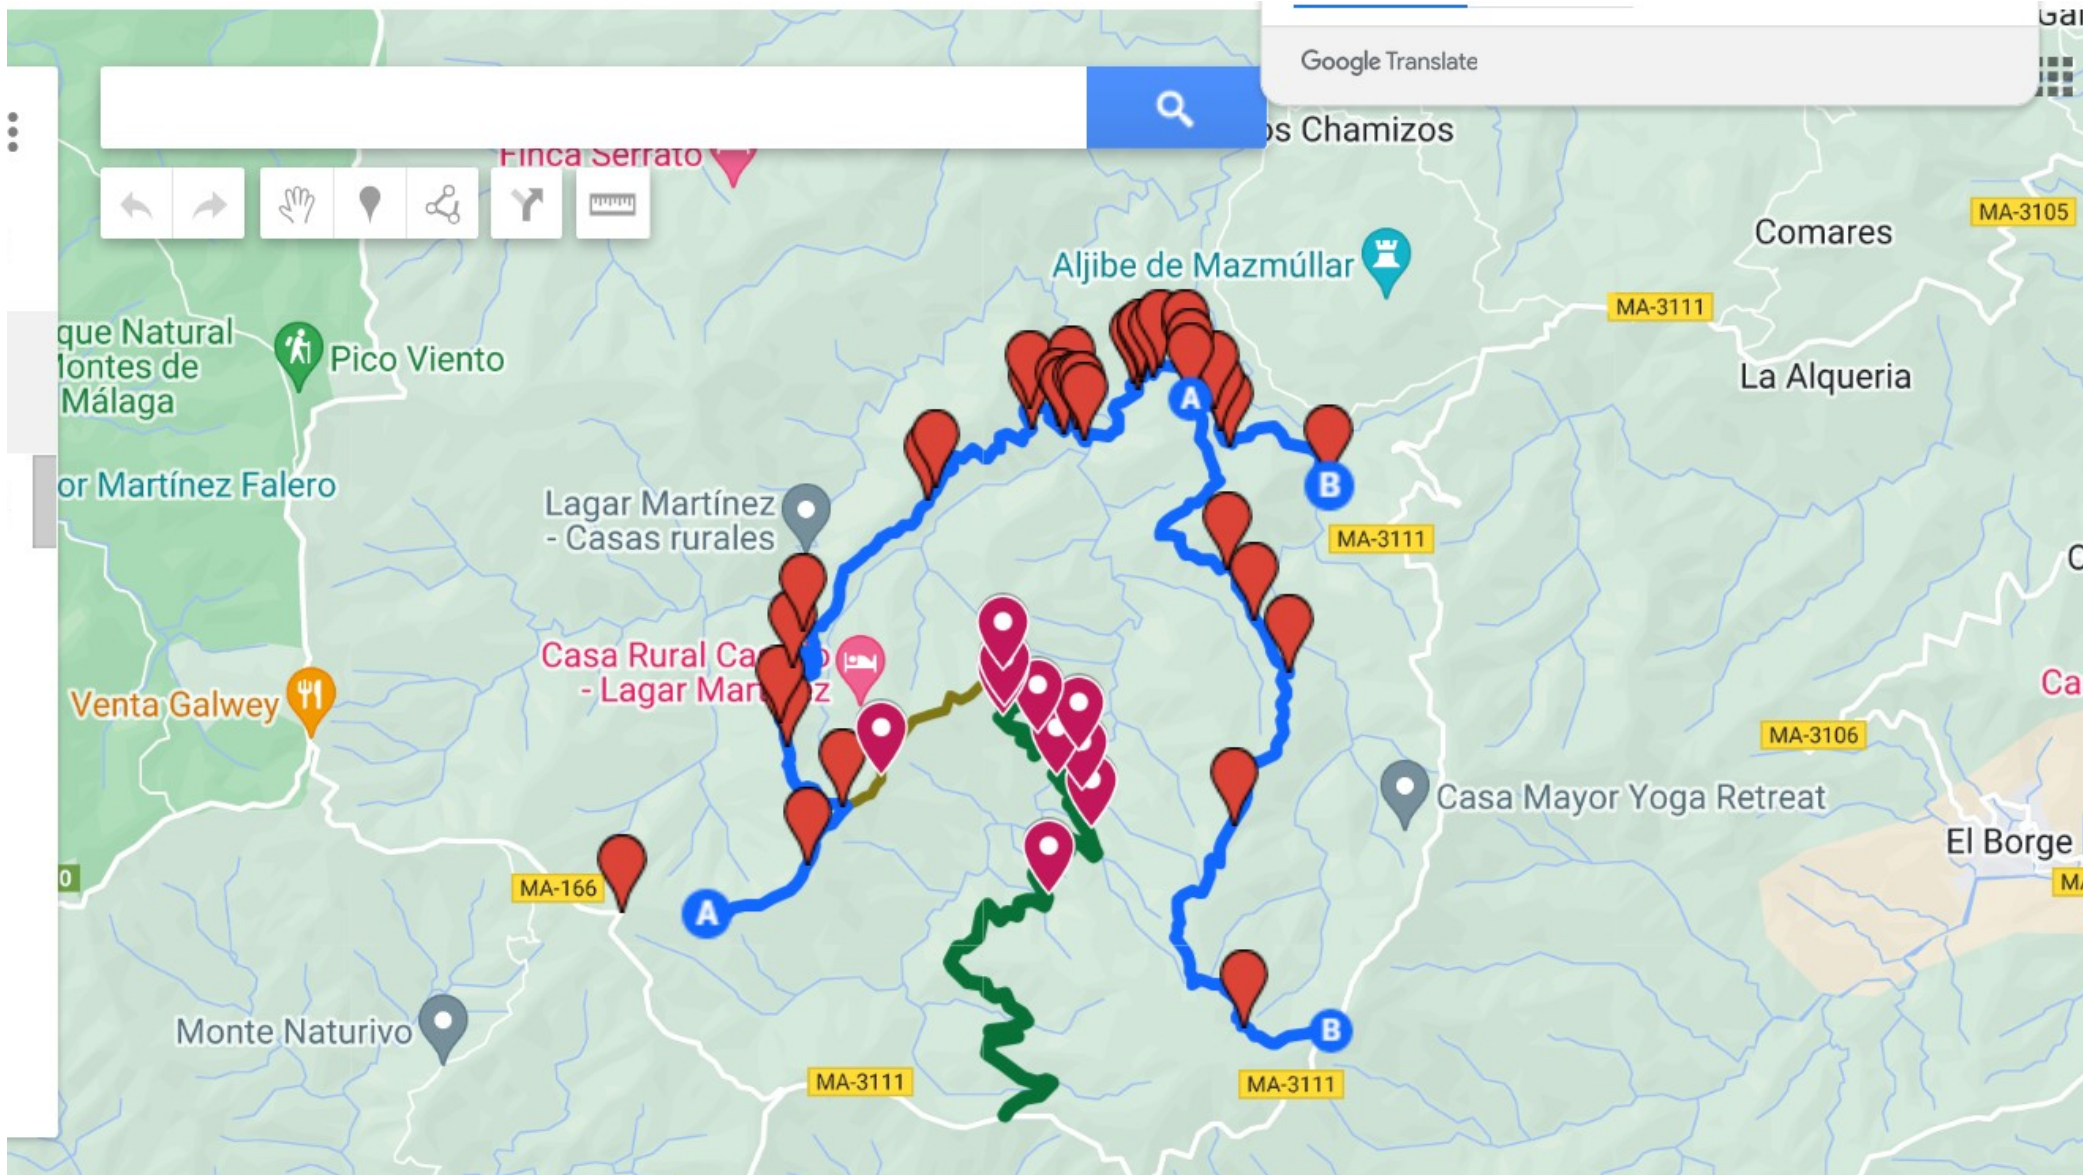 Google Translate
os Chamizos
Finca Serrato
MA-3105
Comares
Aljibe de Mazmúllar
MA-3111
que Natural
Montes de
Málaga
Pico Viento
La Alqueria
A
or Martínez Falero
B
Lagar Martínez
- Casas rurales
MA-3111
Casa Rural Ca
- Lagar Mar z
Venta Galwey
Ca
MA-3106
Casa Mayor Yoga Retreat
El Borge
0
MA-166
A
MA
Monte Naturivo
B
MA-3111
MA-3111